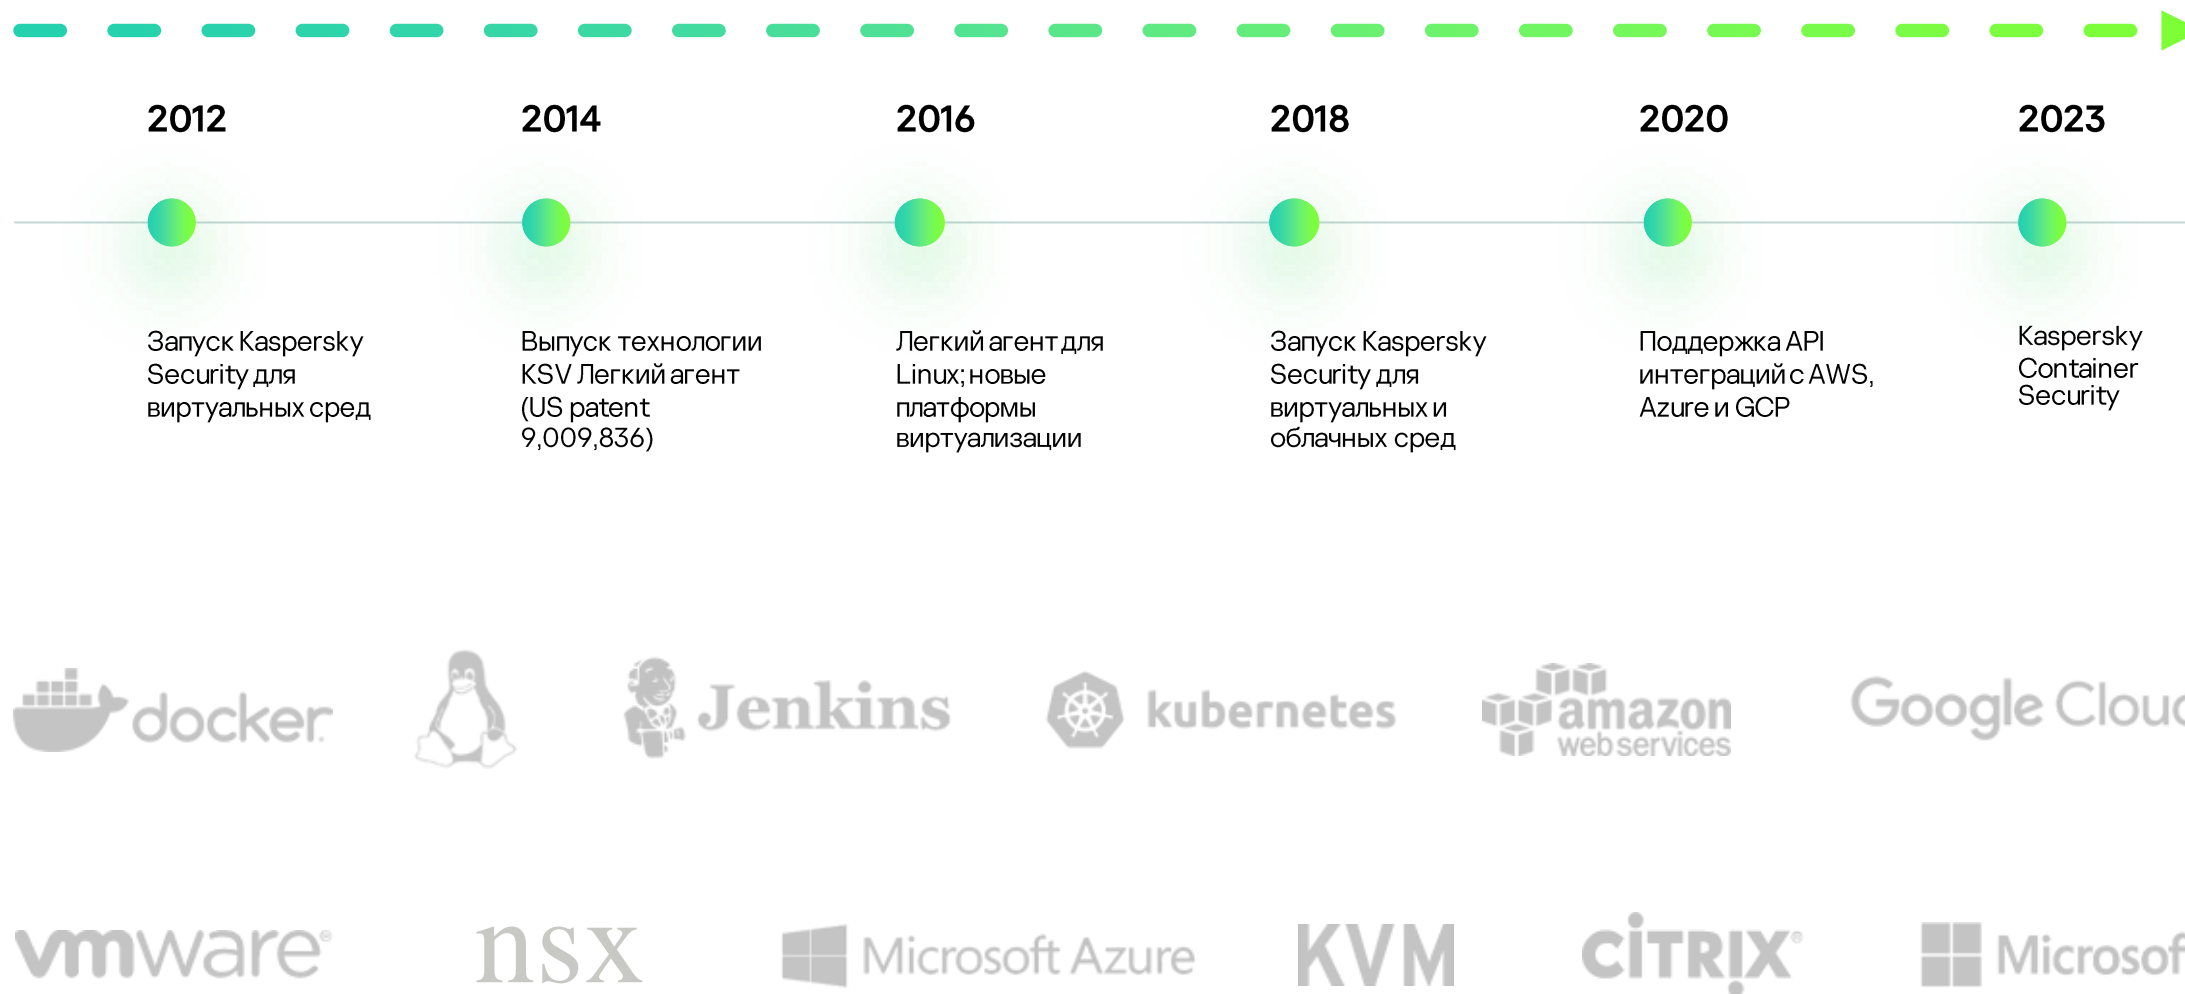 2012
2014
2016
2018
2020
2023
Запуск Kaspersky
Security для
виртуальных сред
Выпуск технологии
KSV Легкий агент
(US patent
9,009,836)
Легкий агент для
Linux; новые
платформы
виртуализации
Запуск Kaspersky
Security для
виртуальных и
облачных сред
Поддержка API
интеграций с AWS,
Azure и GCP
Kaspersky
Container
Security
docker
Jenkins
kubernetes
amazon
web services
Google Clou
vmware®
nsx
Microsoft Azure
KVM
CiTRIX®
Microsof